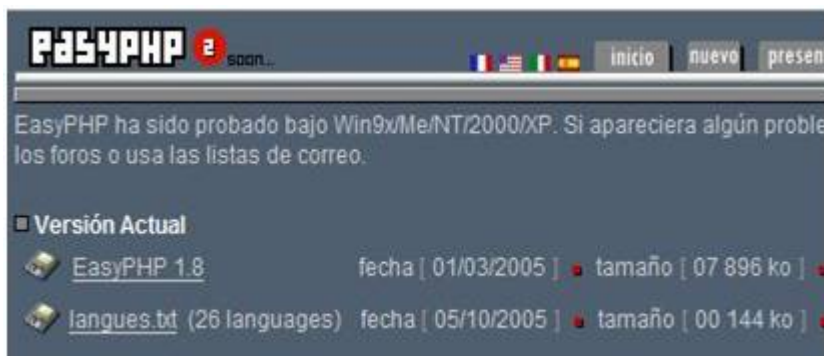 easyPHP 2 soon...
inicio nuevo presen
EasyPHP ha sido probado bajo Win9x/Me/NT/2000/XP. Si apareciera algún proble
los foros o usa las listas de correo.
Versión Actual
EasyPHP 1.8 fecha [ 01/03/2005 ] tamaño [ 07 896 ko ]
langues.txt (26 languages) fecha [ 05/10/2005 ] tamaño [ 00 144 ko ]